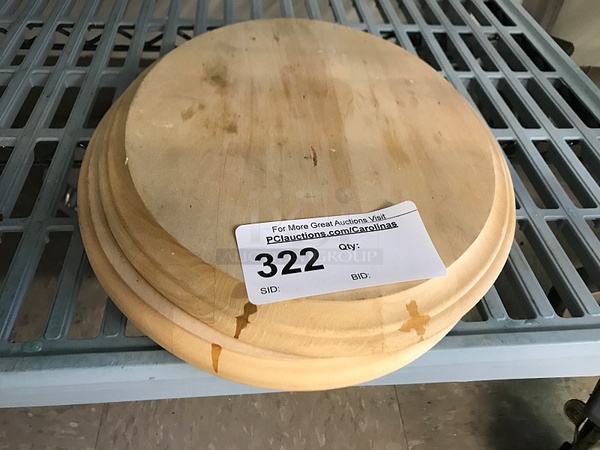 For More Great Auctions Visit
PCIauctions.com/Carolinas
322 Qty:
SID: BID: